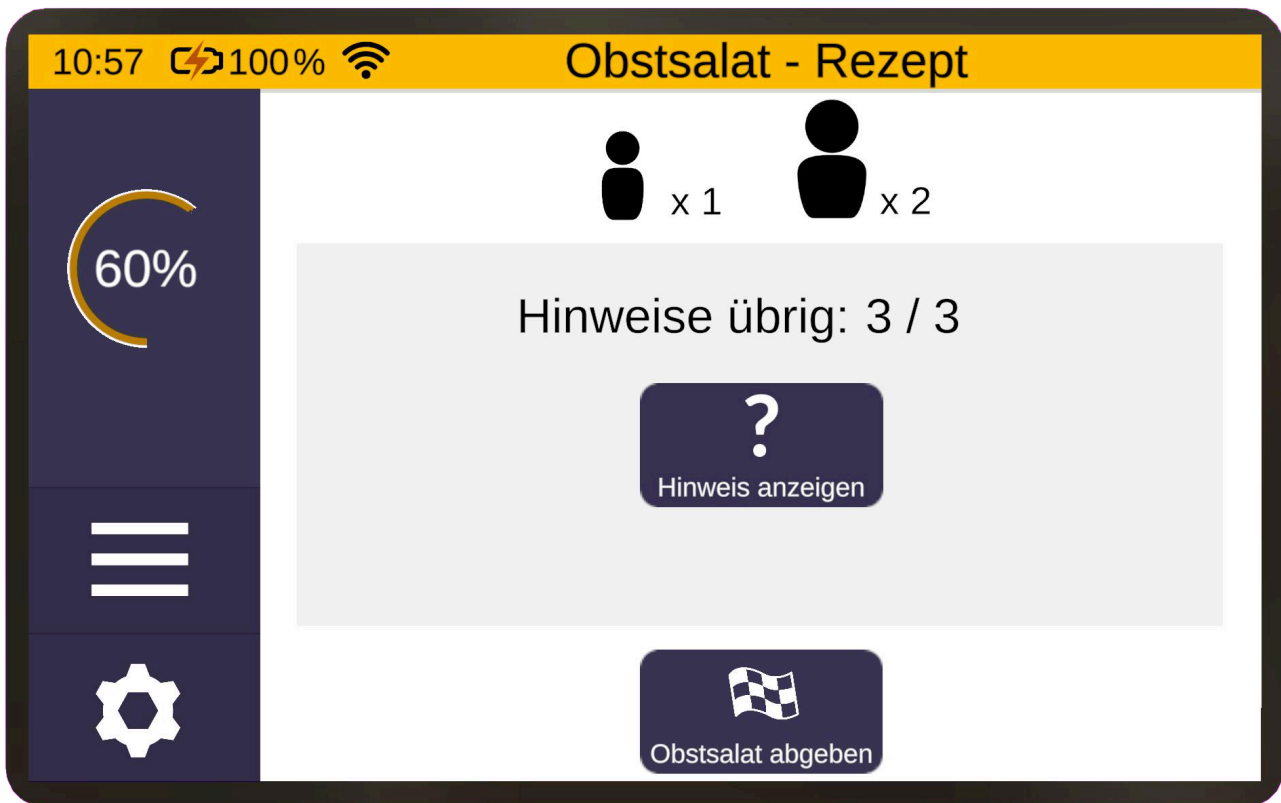 10:57 100% Obstsalat - Rezept
x 1 x 2
60%
Hinweise übrig: 3 / 3
?
Hinweis anzeigen
Obstsalat abgeben